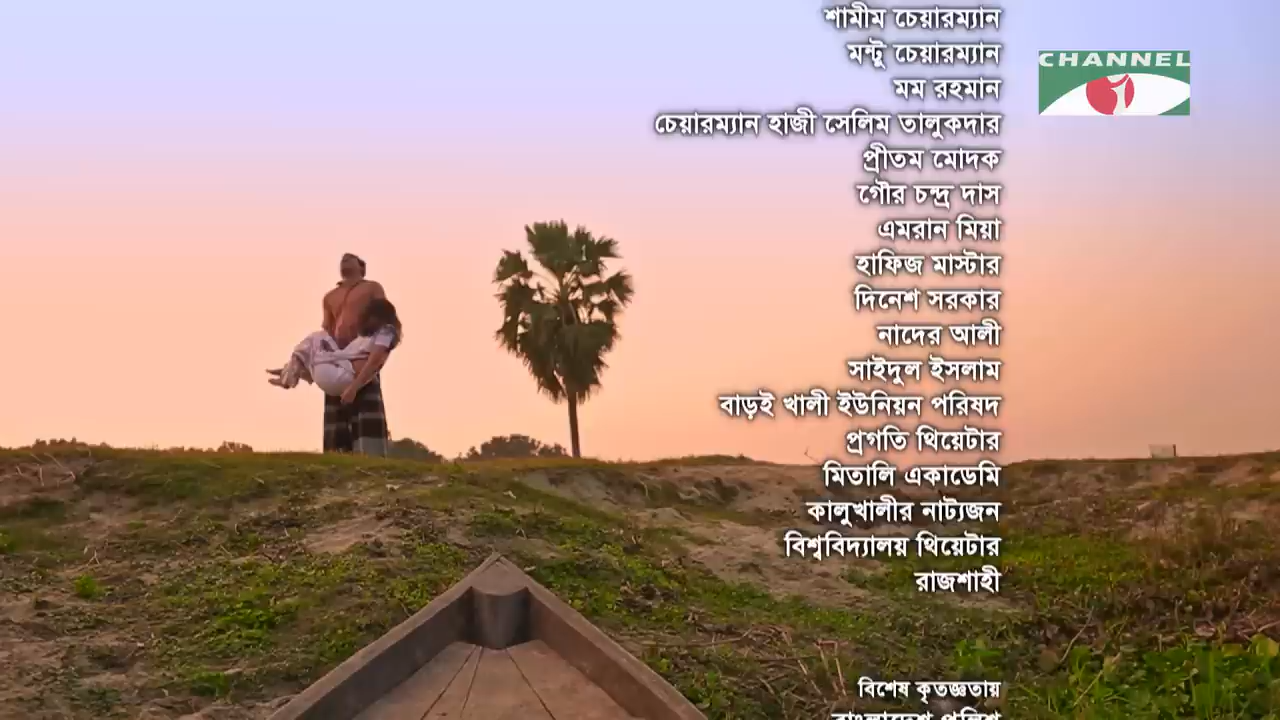 শামীম চেয়ারম্যান
মন্টু চেয়ারম্যান
মম রহমান
চেয়ারম্যান হাজী সেলিম তালুকদার
প্রীতম মোদক
গৌর চন্দ্র দাস
এমরান মিয়া
হাফিজ মাস্টার
দিনেশ সরকার
নাদের আলী
সাইদুল ইসলাম
বাড়ই খালী ইউনিয়ন পরিষদ
প্রগতি থিয়েটার
মিতালি একাডেমি
কালুখালীর নাট্যজন
বিশ্ববিদ্যালয় থিয়েটার
রাজশাহী
বিশেষ কৃতজ্ঞতায়
বাংলাদেশ পুলিশ
CHANNEL
i